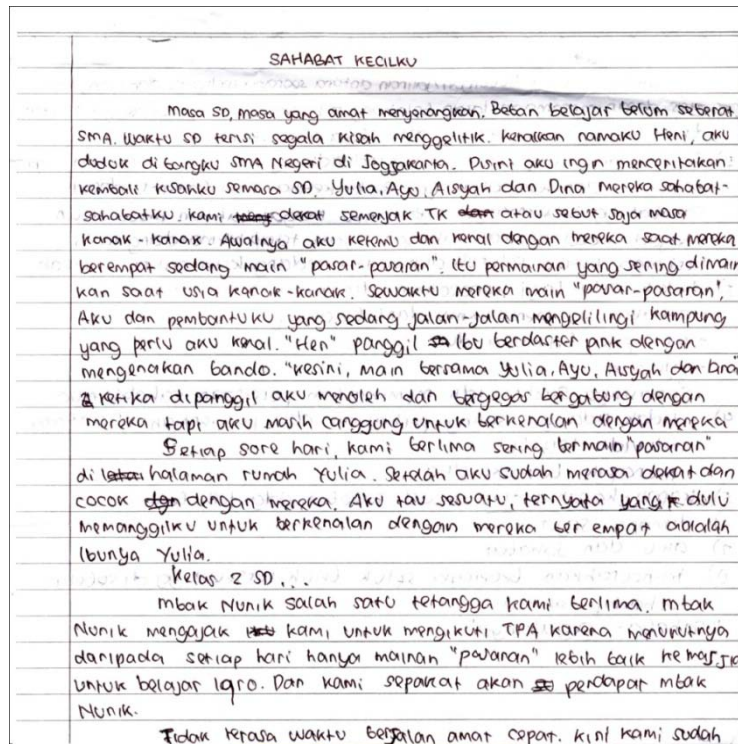 SAHABAT KECILKU
Masa SD, masa yang amat menyenangkan. Beban belajar belum seberat
SMA. Waktu SD terisi segala kisah menggelitik. Kenalkan namaku Heni, aku
duduk di bangku SMA Negeri di Jogjakarta. Disini aku ingin menceritakan
kembali kisahku semasa SD. Yulia, Ayu, Aisyah dan Dina mereka sahabat-
sahabatku. Kami dekat semenjak TK atau sebut saja masa
kanak-kanak. Awalnya aku ketemu dan kenal dengan mereka saat mereka
berempat sedang main "pasar-pasaran". Itu permainan yang sering dimain
kan saat usia kanak-kanak. Sewaktu mereka main "pasar-pasaran",
Aku dan pembantuku yang sedang jalan-jalan mengelilingi kampung
yang perlu aku kenal. "Hen" panggil Ibu berdaster pink dengan
mengenakan bando. "Kesini, main bersama Yulia, Ayu, Aisyah dan Dina"
Ketika dipanggil aku menoleh dan bergegas bergabung dengan
mereka tapi aku masih canggung untuk berkenalan dengan mereka
Setiap sore hari, kami berlima sering bermain "pasaran"
di halaman rumah Yulia. Setelah aku sudah merasa dekat dan
cocok dengan mereka. Aku tau sesuatu, ternyata yang dulu
memanggilku untuk berkenalan dengan mereka ber empat adalah
Ibunya Yulia.
Kelas 2 SD...
Mbak Nunik salah satu tetangga kami berlima. Mbak
Nunik mengajak kami untuk mengikuti TPA karena menurutnya
daripada setiap hari hanya mainan "pasaran" lebih baik ke masjid
untuk belajar Iqro. Dan kami sepakat akan pendapat mbak
Nunik.
Tidak terasa waktu berjalan amat cepat. Kini kami sudah